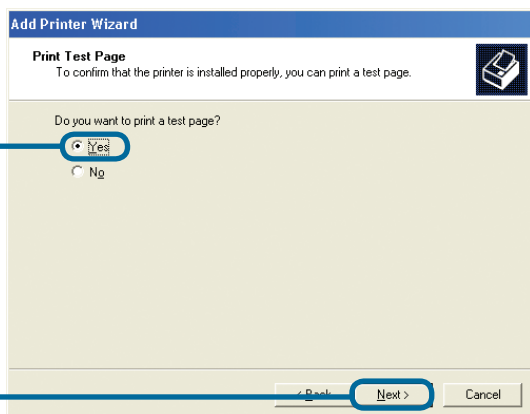 Add Printer Wizard
Print Test Page
To confirm that the printer is installed properly, you can print a test page.
Do you want to print a test page?
Yes
No
< Back Next > Cancel